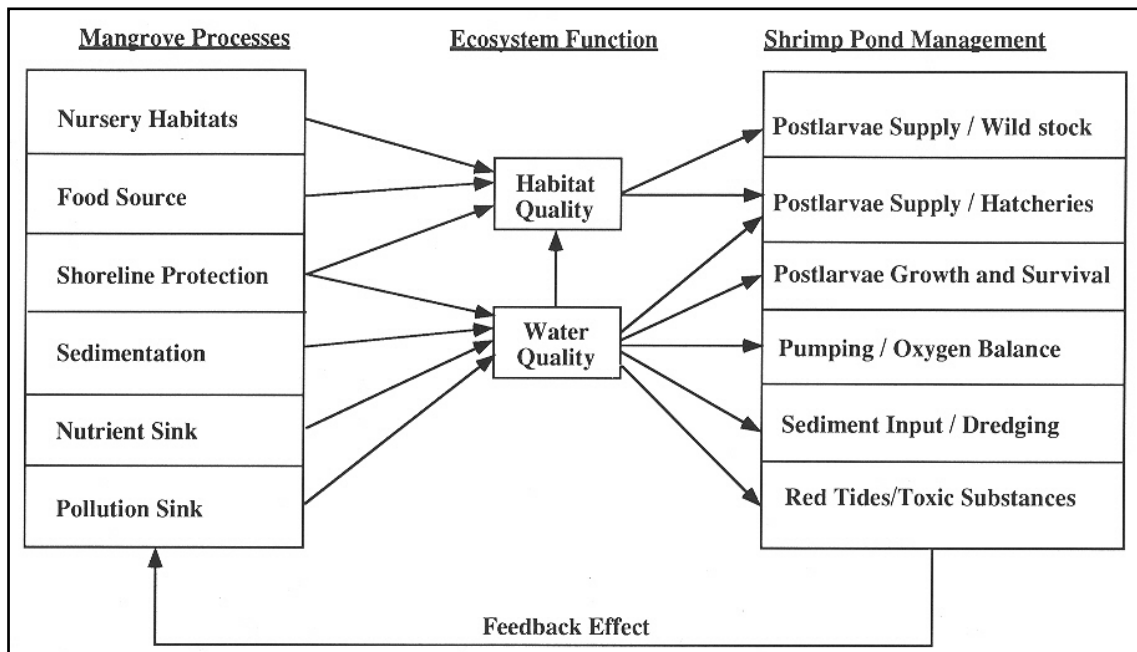 Mangrove Processes
Ecosystem Function
Shrimp Pond Management
Nursery Habitats
Food Source
Shoreline Protection
Sedimentation
Nutrient Sink
Pollution Sink
Habitat
Quality
Water
Quality
Postlarvae Supply / Wild stock
Postlarvae Supply / Hatcheries
Postlarvae Growth and Survival
Pumping / Oxygen Balance
Sediment Input / Dredging
Red Tides/Toxic Substances
Feedback Effect